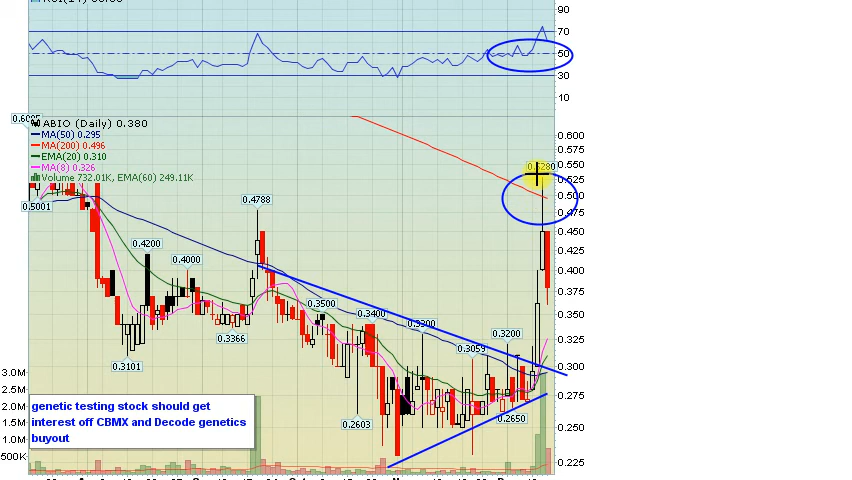 90
70
50
30
10
ABIO (Daily) 0.380
MA(50) 0.295
MA(200) 0.496
EMA(20) 0.310
MA(8) 0.326
Volume 732.01K, EMA(60) 249.11K
0.5001
0.4200
0.4000
0.4788
0.3101
0.3366
0.3500
0.3400
0.3300
0.3059
0.3200
0.2603
0.2650
0.600
0.575
0.550
0.525
0.500
0.475
0.450
0.425
0.400
0.375
0.350
0.325
0.300
0.275
0.250
0.225
3.0M
2.5M
2.0M
1.5M
1.0M
500K
genetic testing stock should get
interest off CBMX and Decode genetics
buyout